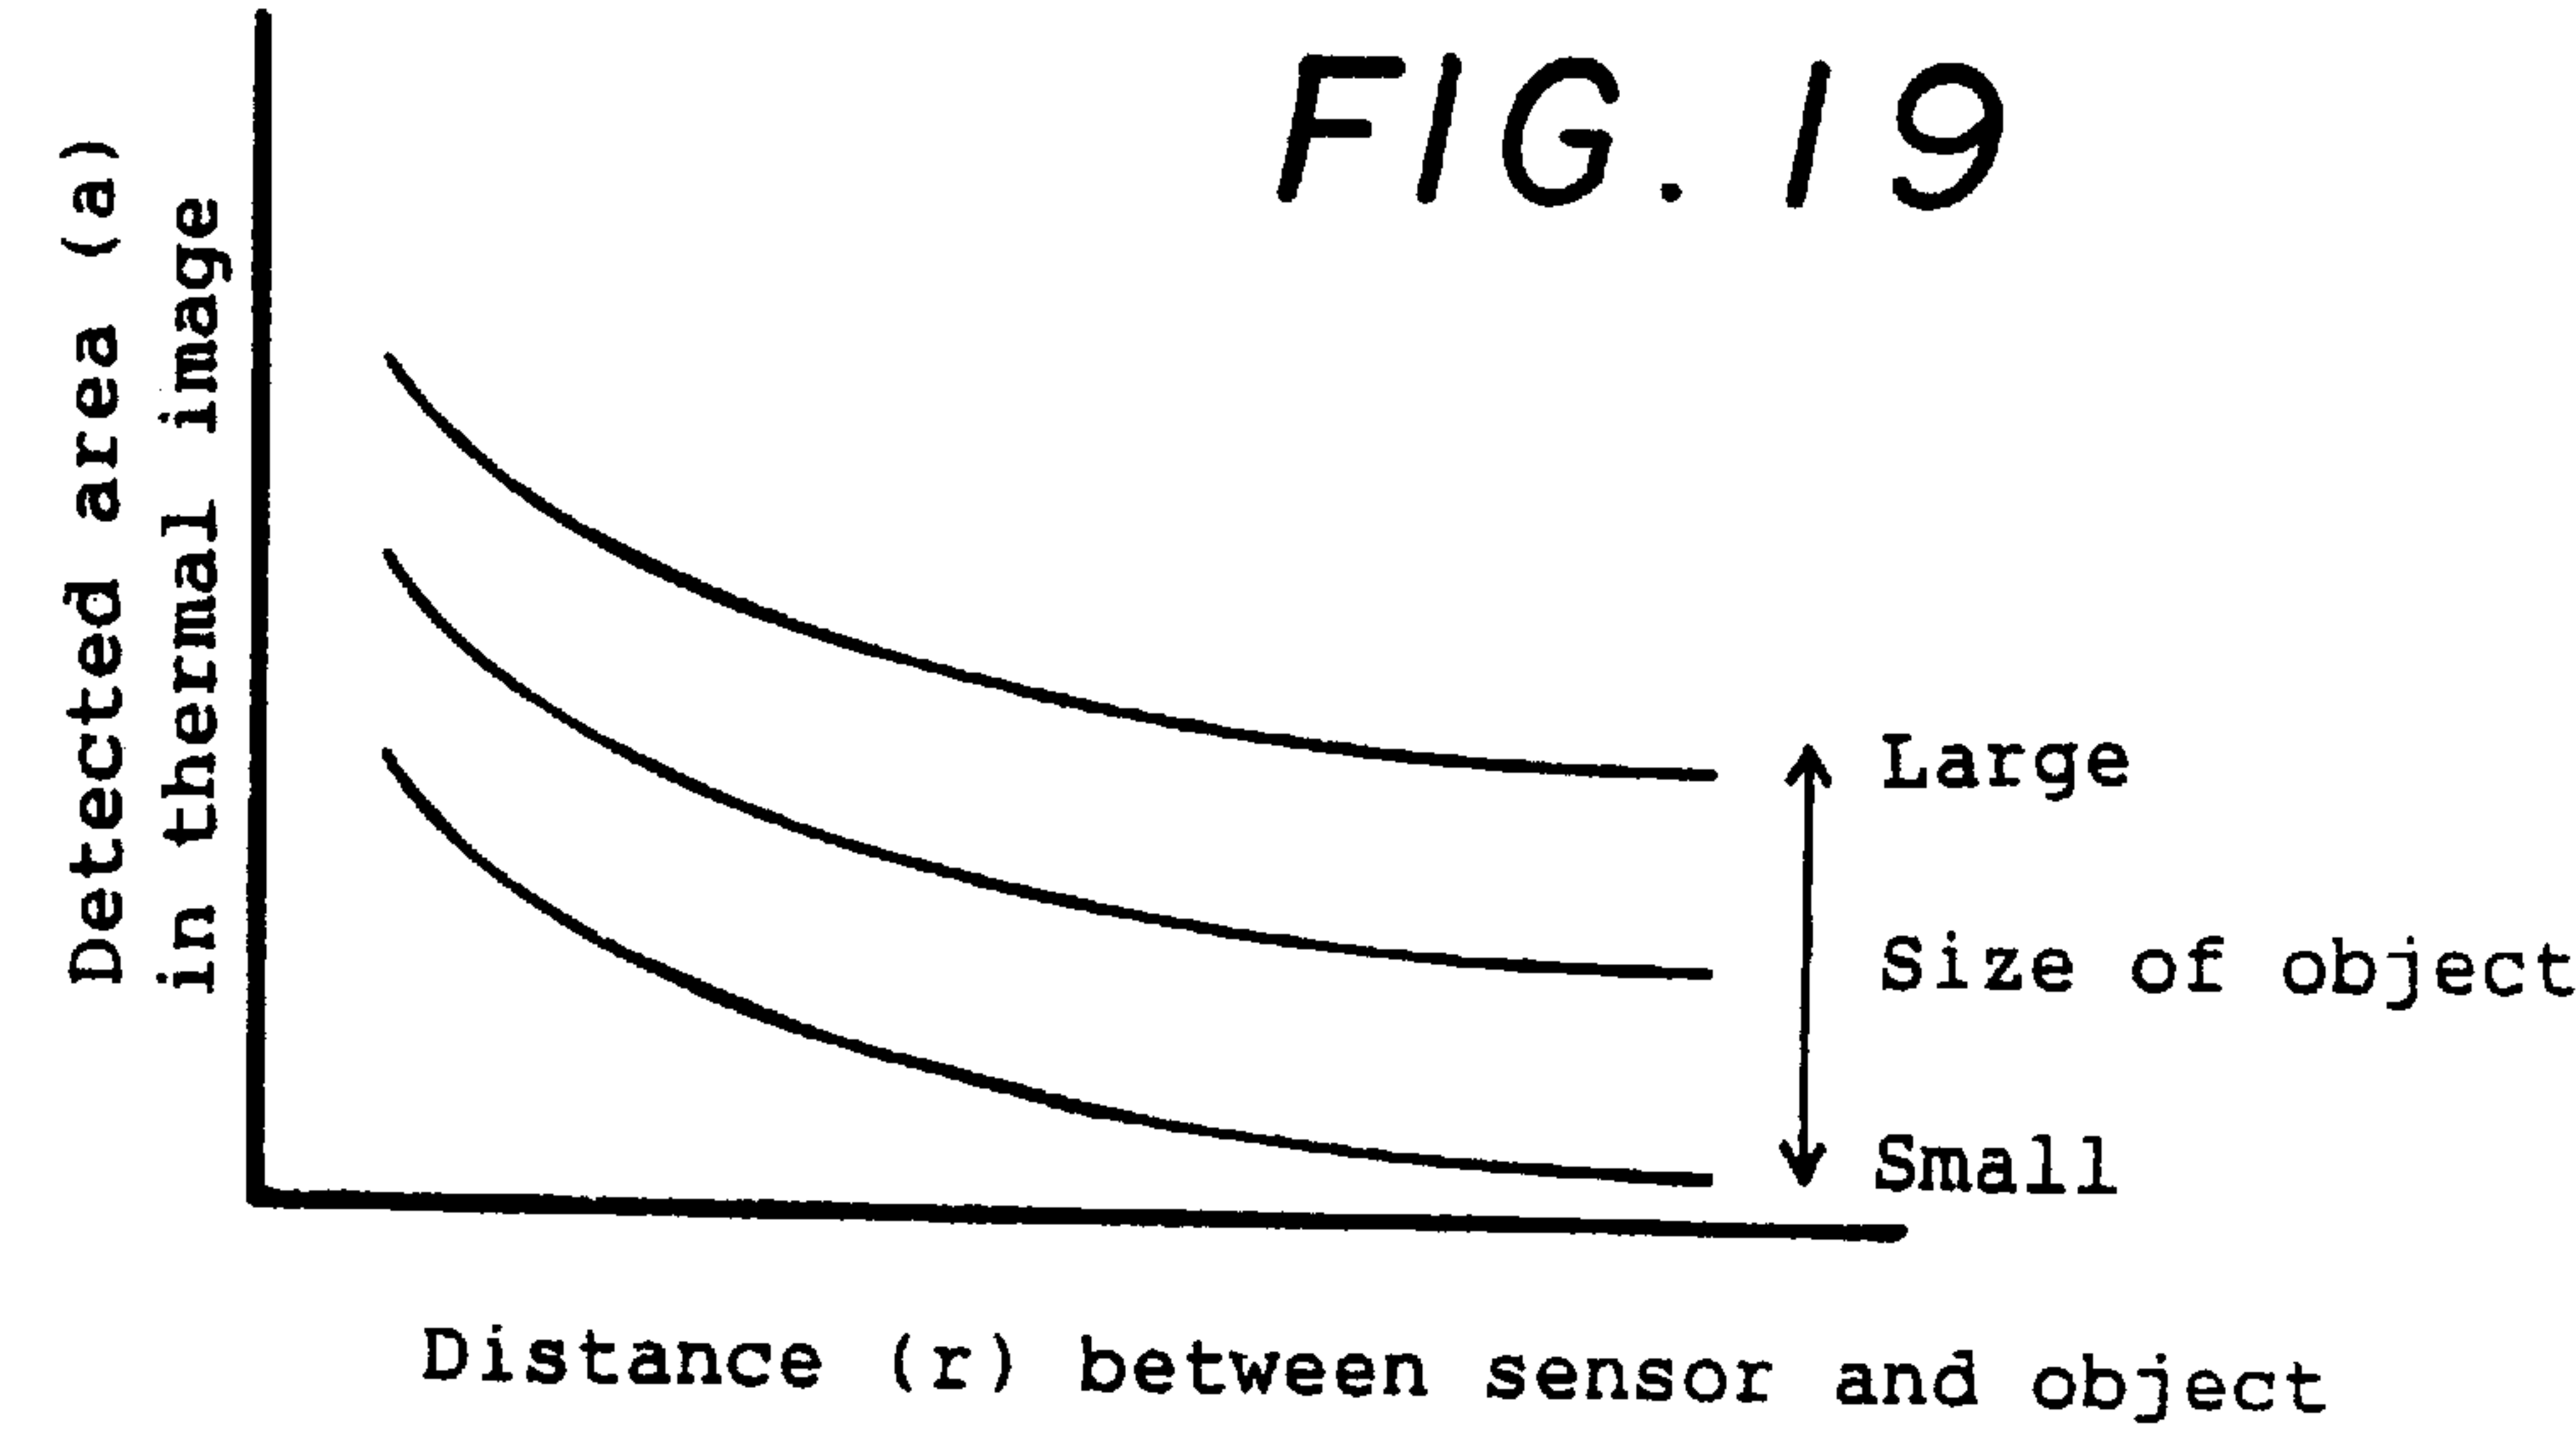 FIG. 19
Detected area (a)
in thermal image
Large
Size of object
Small
Distance (r) between sensor and object